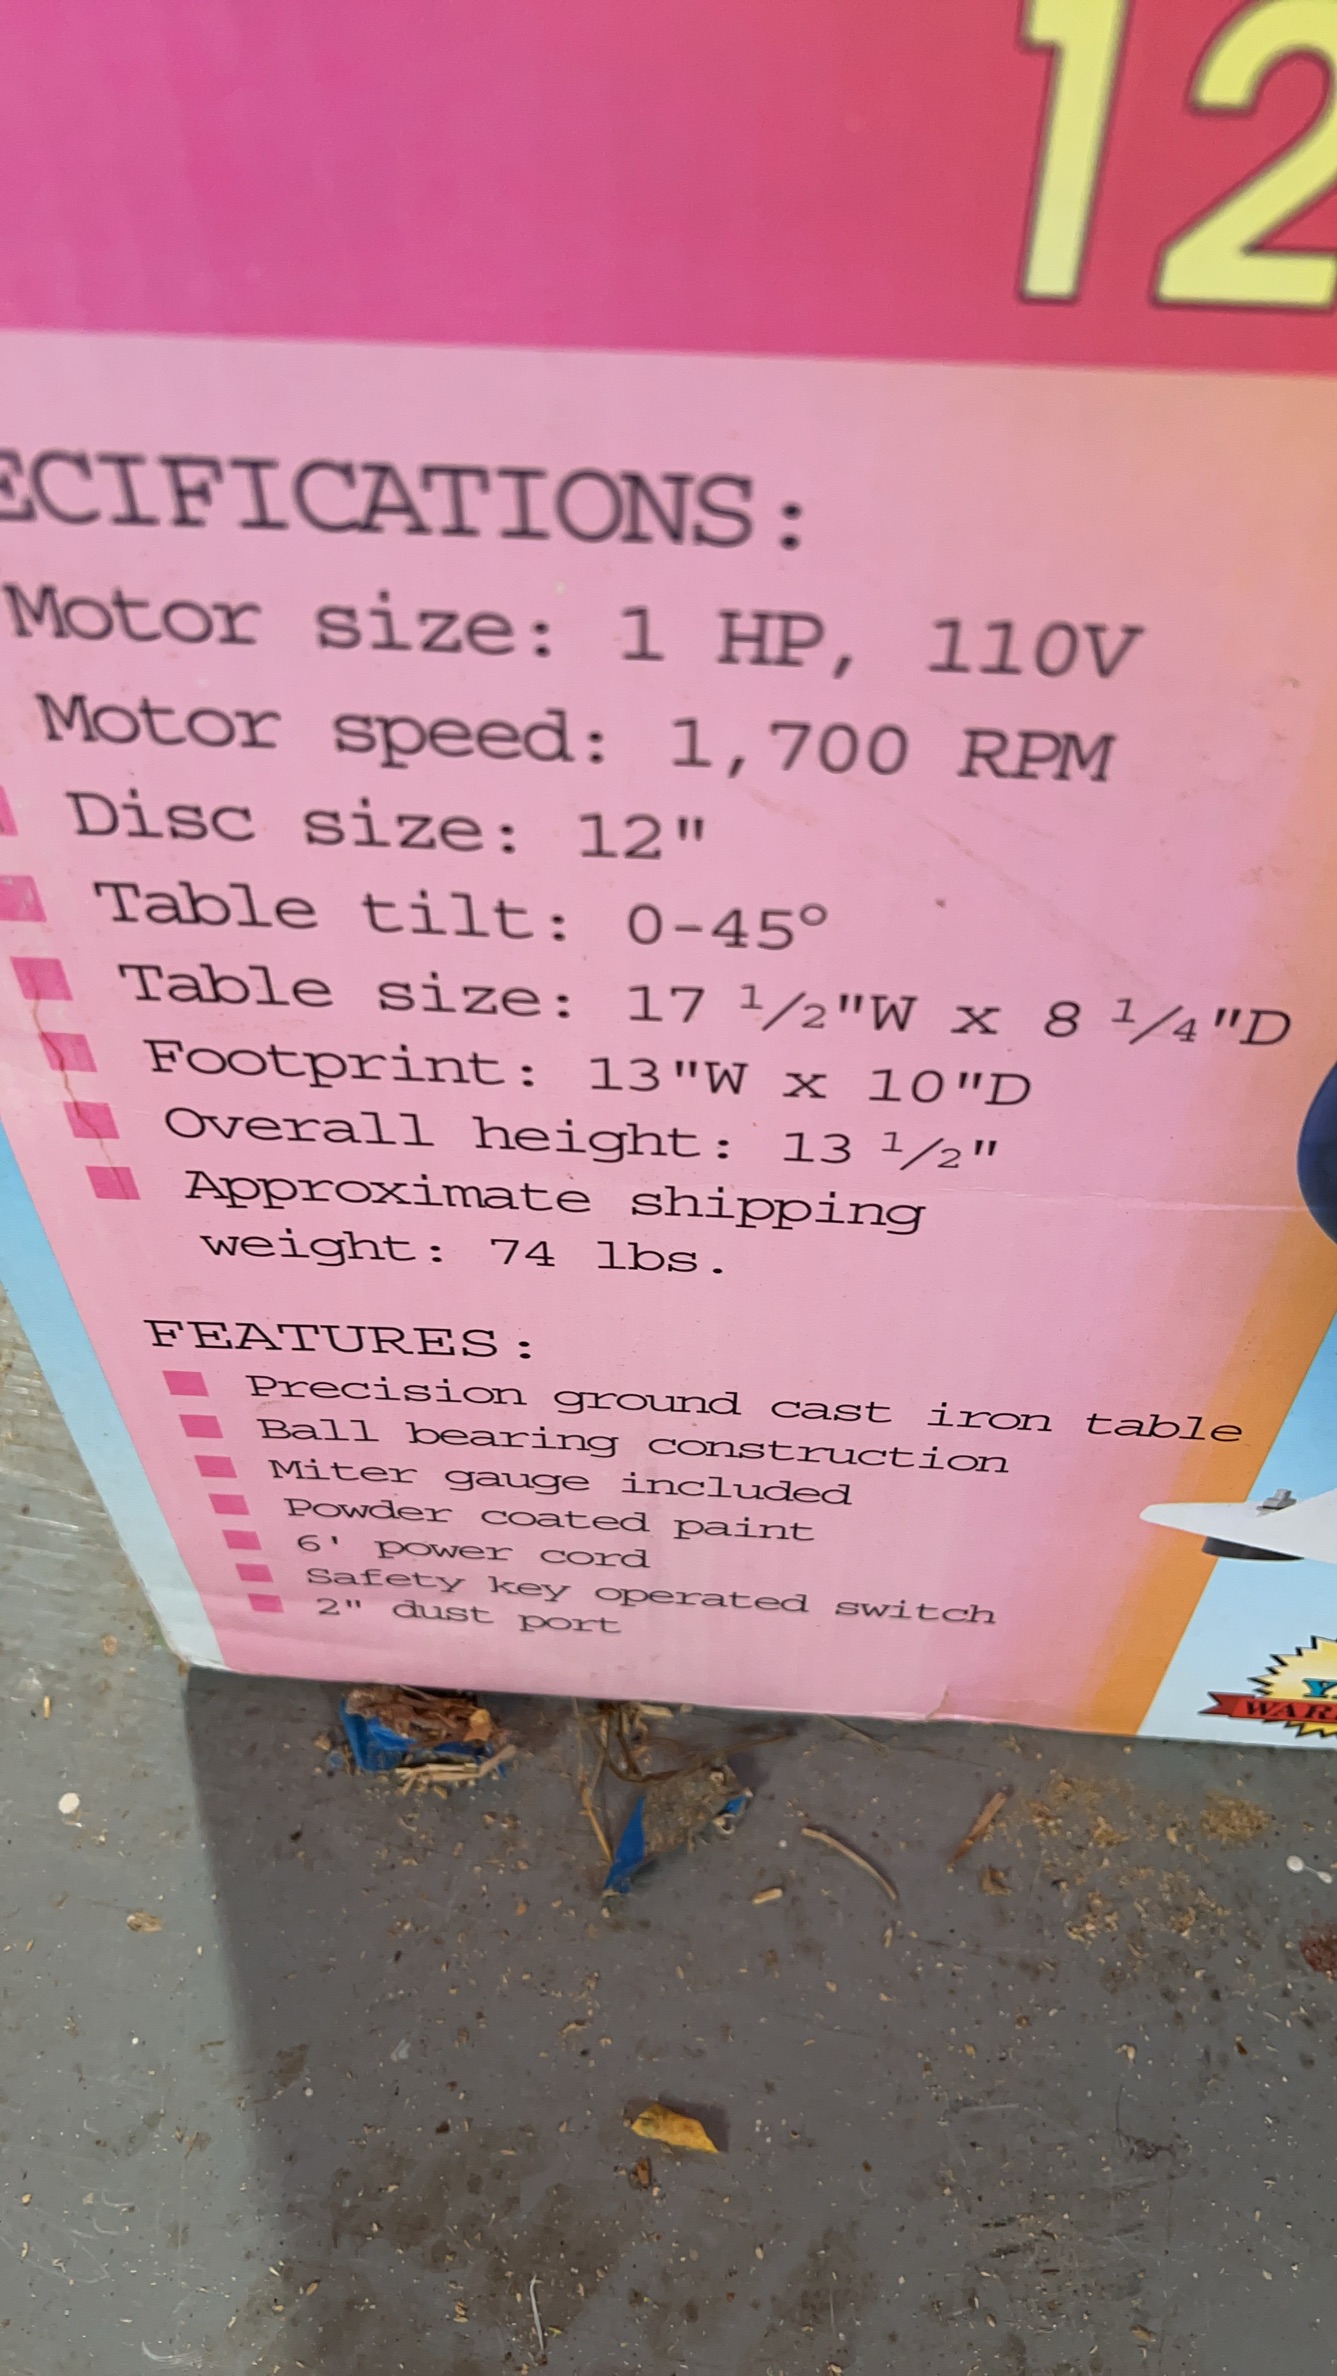 12
ECIFICATIONS:
Motor size: 1 HP, 110V
Motor speed: 1,700 RPM
Disc size: 12"
Table tilt: 0-45°
Table size: 17 1/2"W x 8 1/4"D
Footprint: 13"W x 10"D
Overall height: 13 1/2"
Approximate shipping
weight: 74 lbs.
FEATURES:
Precision ground cast iron table
Ball bearing construction
Miter gauge included
Powder coated paint
6' power cord
Safety key operated switch
2" dust port
Y
WAR